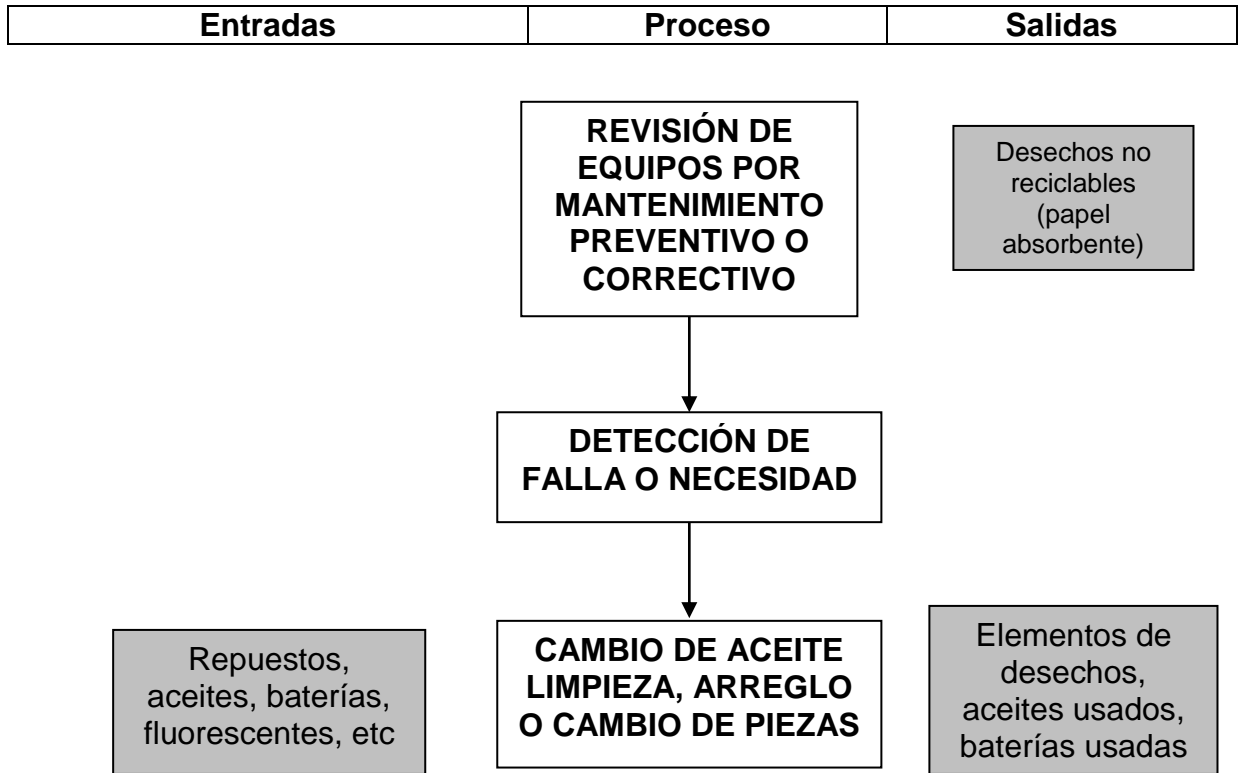 Entradas Proceso Salidas
REVISIÓN DE
EQUIPOS POR
MANTENIMIENTO
PREVENTIVO O
CORRECTIVO
Desechos no
reciclables
(papel
absorbente)
DETECCIÓN DE
FALLA O NECESIDAD
Repuestos,
aceites, baterías,
fluorescentes, etc
CAMBIO DE ACEITE
LIMPIEZA, ARREGLO
O CAMBIO DE PIEZAS
Elementos de
desechos,
aceites usados,
baterías usadas